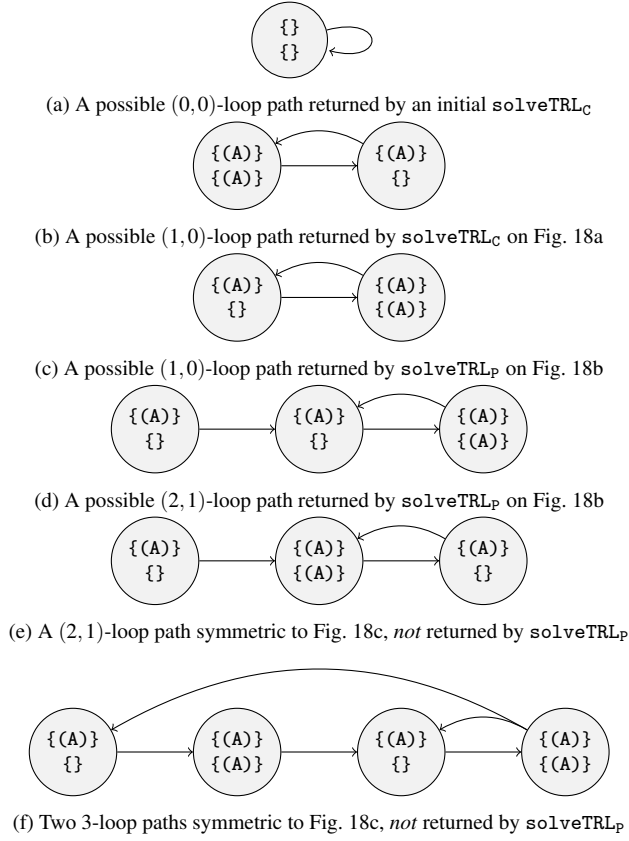 {}
{}
(a) A possible (0,0)-loop path returned by an initial solveTRL_C
{(A)} {(A)}
{(A)} {}
(b) A possible (1,0)-loop path returned by solveTRL_C on Fig. 18a
{(A)} {(A)}
{} {(A)}
(c) A possible (1,0)-loop path returned by solveTRL_P on Fig. 18b
{(A)} {(A)} {(A)}
{} {} {(A)}
(d) A possible (2,1)-loop path returned by solveTRL_P on Fig. 18b
{(A)} {(A)} {(A)}
{} {(A)} {}
(e) A (2,1)-loop path symmetric to Fig. 18c, not returned by solveTRL_P
{(A)} {(A)} {(A)} {(A)}
{} {(A)} {} {(A)}
(f) Two 3-loop paths symmetric to Fig. 18c, not returned by solveTRL_P